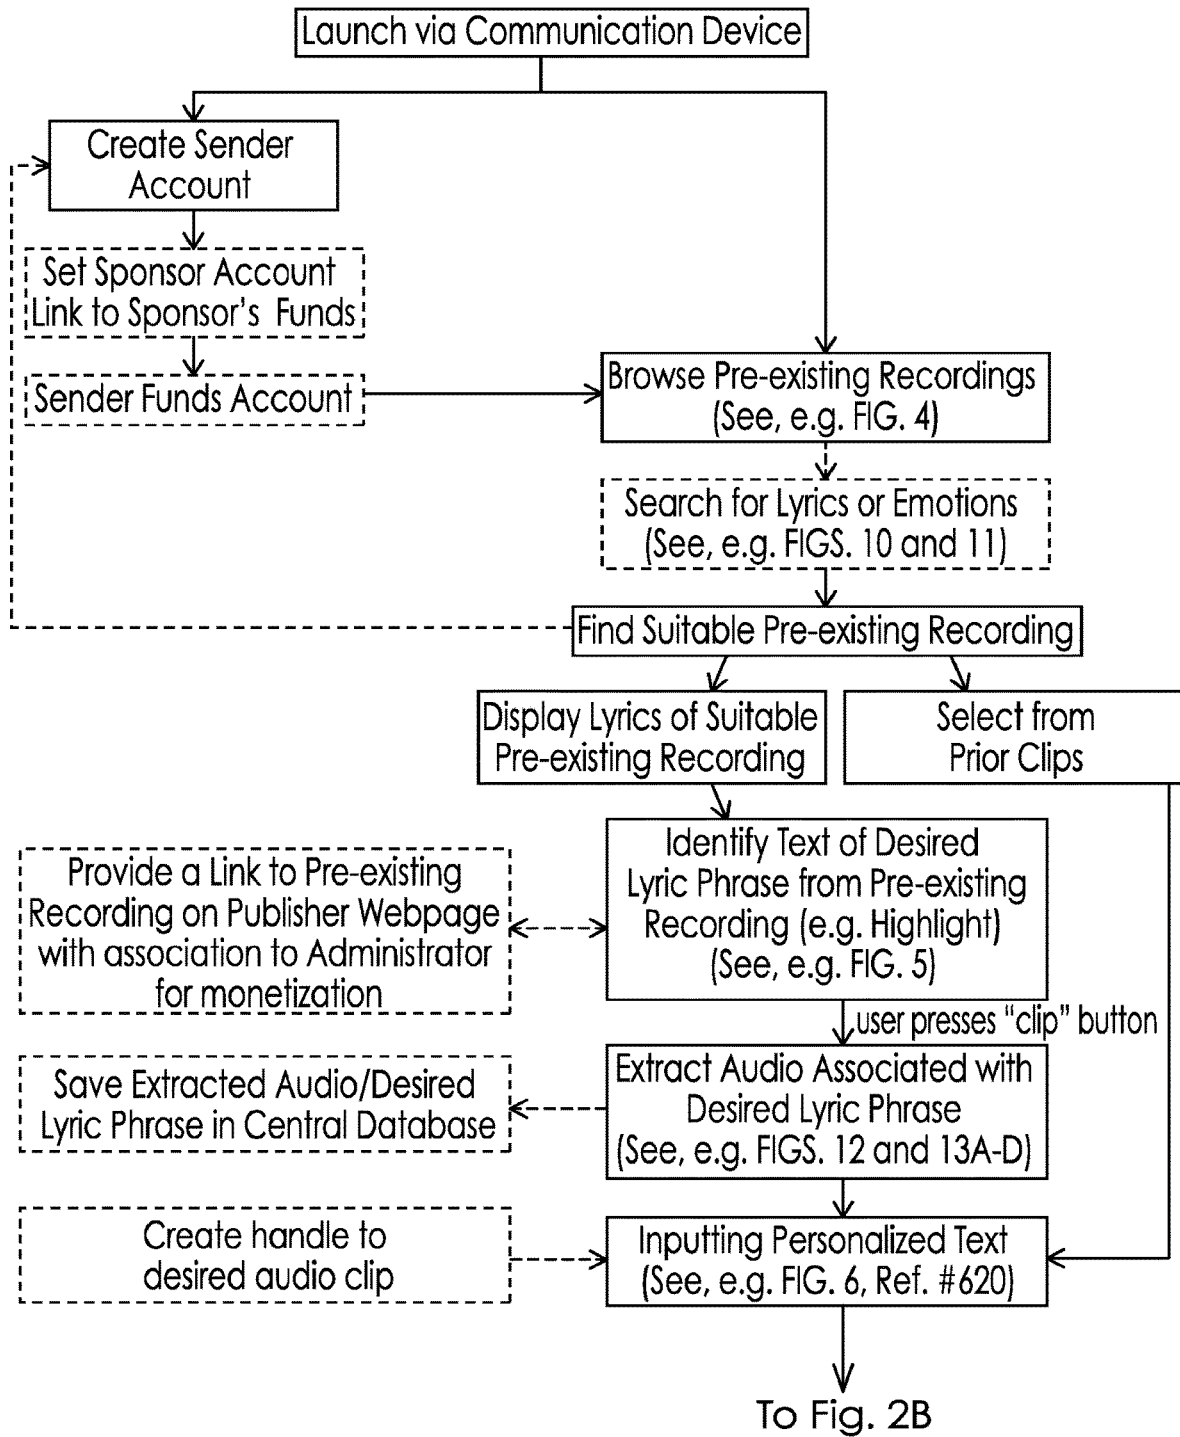 Launch via Communication Device
Create Sender
Account
Set Sponsor Account
Link to Sponsor's Funds
Sender Funds Account
Browse Pre-existing Recordings
(See, e.g. FIG. 4)
Search for Lyrics or Emotions
(See, e.g. FIGS. 10 and 11)
Find Suitable Pre-existing Recording
Display Lyrics of Suitable
Pre-existing Recording
Select from
Prior Clips
Identify Text of Desired
Lyric Phrase from Pre-existing
Recording (e.g. Highlight)
(See, e.g. FIG. 5)
Provide a Link to Pre-existing
Recording on Publisher Webpage
with association to Administrator
for monetization
user presses "clip" button
Extract Audio Associated with
Desired Lyric Phrase
(See, e.g. FIGS. 12 and 13A-D)
Save Extracted Audio/Desired
Lyric Phrase in Central Database
Create handle to
desired audio clip
Inputting Personalized Text
(See, e.g. FIG. 6, Ref. #620)
To Fig. 2B